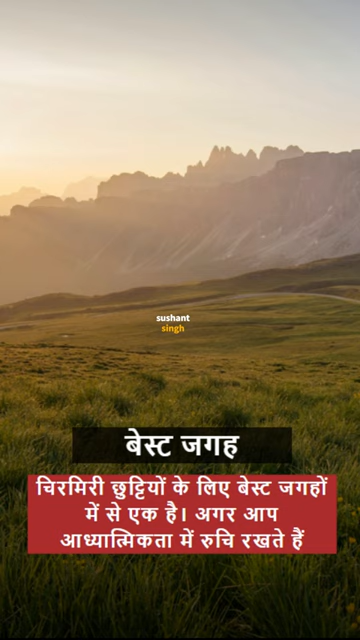 sushant
singh
बेस्ट जगह
चिरमिरी छुट्टियों के लिए बेस्ट जगहों
में से एक है। अगर आप
आध्यात्मिकता में रुचि रखते हैं